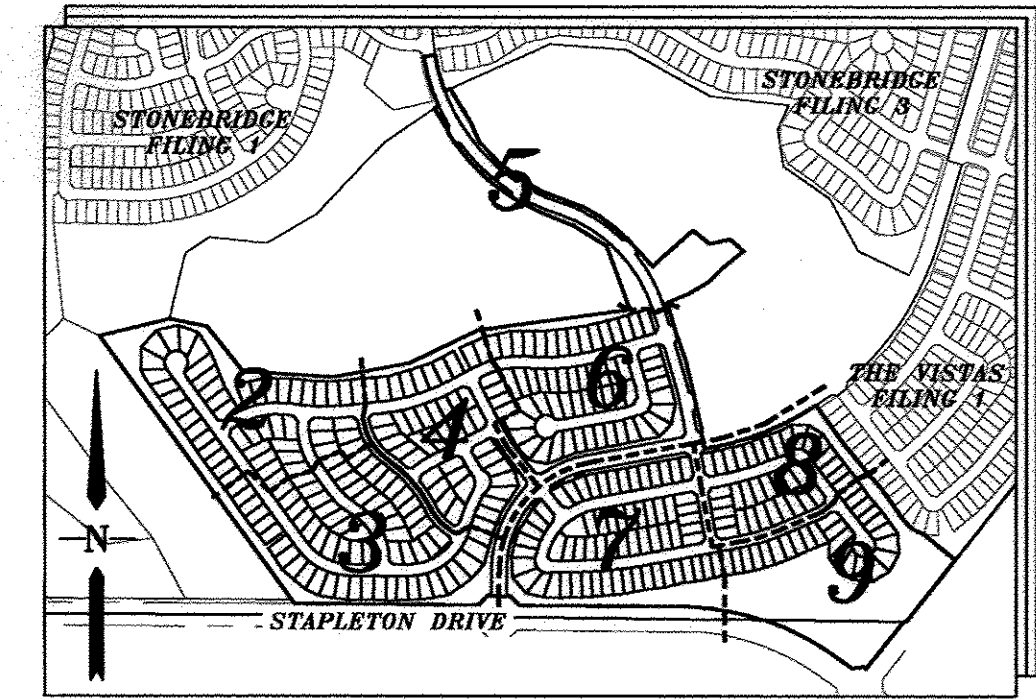 STONEBRIDGE
FILING 1
STONEBRIDGE
FILING 3
5
THE VISTAS
FILING 1
2
6
4
8
3
7
9
N
STAPLETON DRIVE